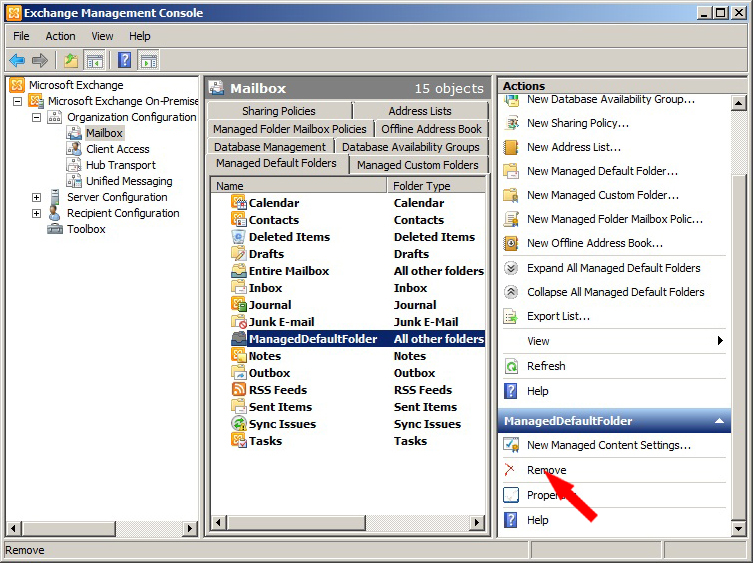 Exchange Management Console
File Action View Help
Microsoft Exchange
Microsoft Exchange On-Premise
Organization Configuration
Mailbox
Client Access
Hub Transport
Unified Messaging
Server Configuration
Recipient Configuration
Toolbox
Mailbox 15 objects
Sharing Policies Address Lists
Managed Folder Mailbox Policies Offline Address Book
Database Management Database Availability Groups
Managed Default Folders Managed Custom Folders
Name Folder Type
Calendar Calendar
Contacts Contacts
Deleted Items Deleted Items
Drafts Drafts
Entire Mailbox All other folders
Inbox Inbox
Journal Journal
Junk E-mail Junk E-mail
ManagedDefaultFolder All other folders
Notes Notes
Outbox Outbox
RSS Feeds RSS Feeds
Sent Items Sent Items
Sync Issues Sync Issues
Tasks Tasks
Actions
New Database Availability Group...
New Sharing Policy...
New Address List...
New Managed Default Folder...
New Managed Custom Folder...
New Managed Folder Mailbox Polic...
New Offline Address Book...
Expand All Managed Default Folders
Collapse All Managed Default Folders
Export List...
View
Refresh
Help
ManagedDefaultFolder
New Managed Content Settings...
Remove
Help
Remove